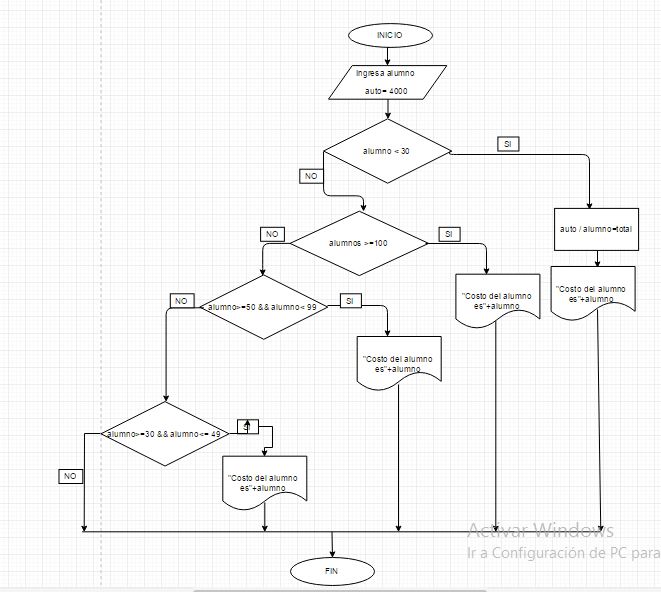 INICIO
Ingresa alumno
auto= 4000
alumno < 30
SI
NO
auto / alumno=total
NO
alumnos >=100
SI
"Costo del alumno
es"+alumno
"Costo del alumno
es"+alumno
NO
alumno>=50 && alumno< 99
SI
"Costo del alumno
es"+alumno
alumno>=30 && alumno<= 49
SI
NO
"Costo del alumno
es"+alumno
Activar Windows
Ir a Configuración de PC para
FIN